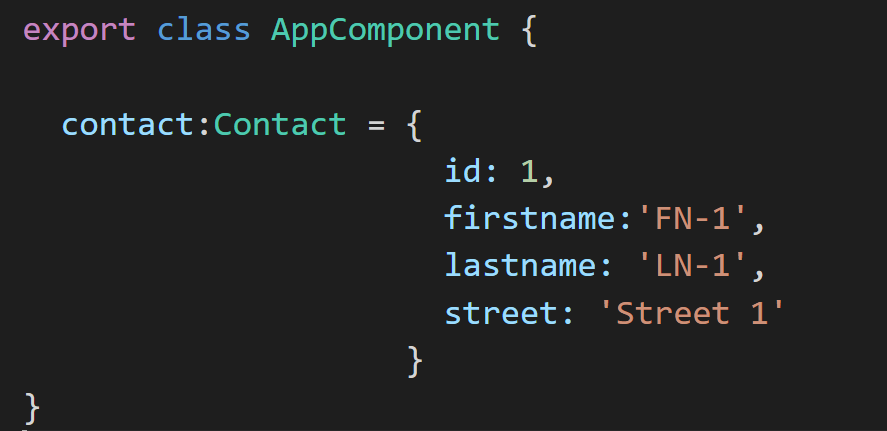 export class AppComponent {
contact:Contact = {
id: 1,
firstname:'FN-1',
lastname: 'LN-1',
street: 'Street 1'
}
}